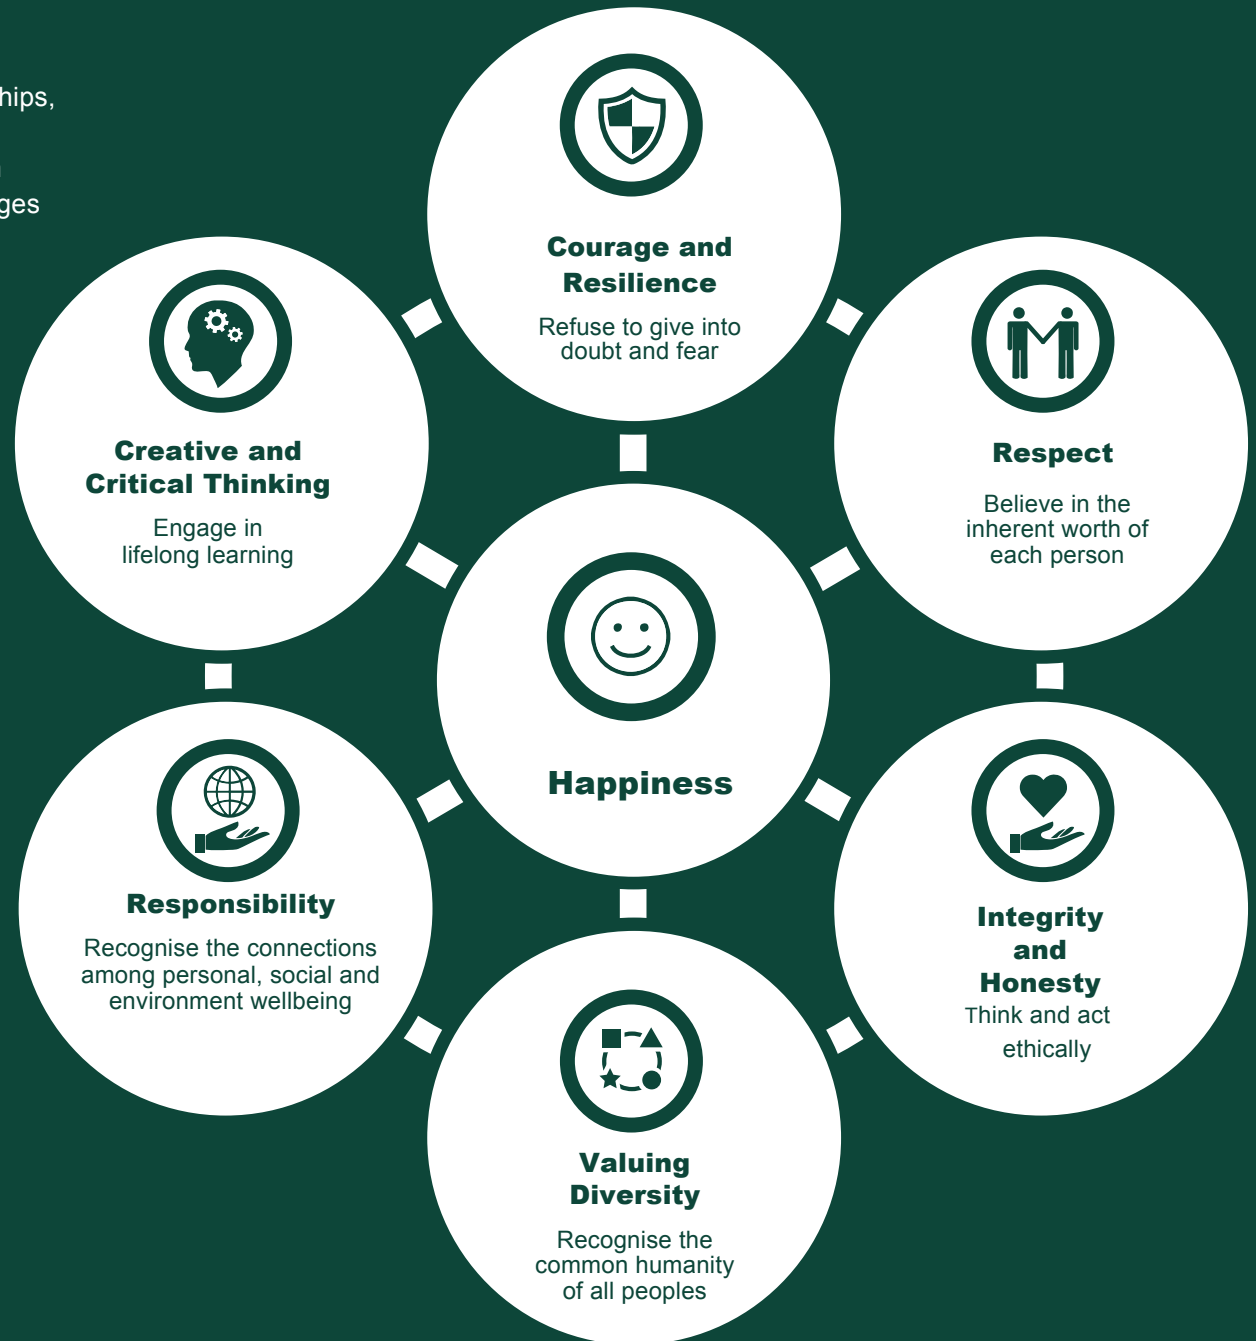 hips,
ges
Courage and
Resilience
Refuse to give into
doubt and fear
Creative and
Critical Thinking
Engage in
lifelong learning
Respect
Believe in the
inherent worth of
each person
Happiness
Responsibility
Recognise the connections
among personal, social and
environment wellbeing
Integrity
and
Honesty
Think and act
ethically
Valuing
Diversity
Recognise the
common humanity
of all peoples